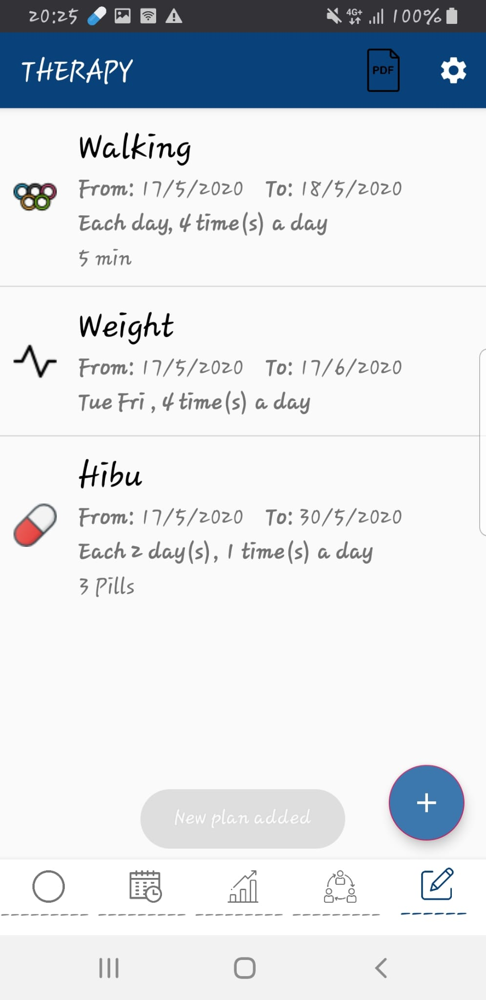 20:25 4G+ 100%
THERAPY PDF
Walking
From: 17/5/2020 To: 18/5/2020
Each day, 4 time(s) a day
5 min
Weight
From: 17/5/2020 To: 17/6/2020
Tue Fri , 4 time(s) a day
Hibu
From: 17/5/2020 To: 30/5/2020
Each 2 day(s), 1 time(s) a day
3 Pills
New plan added